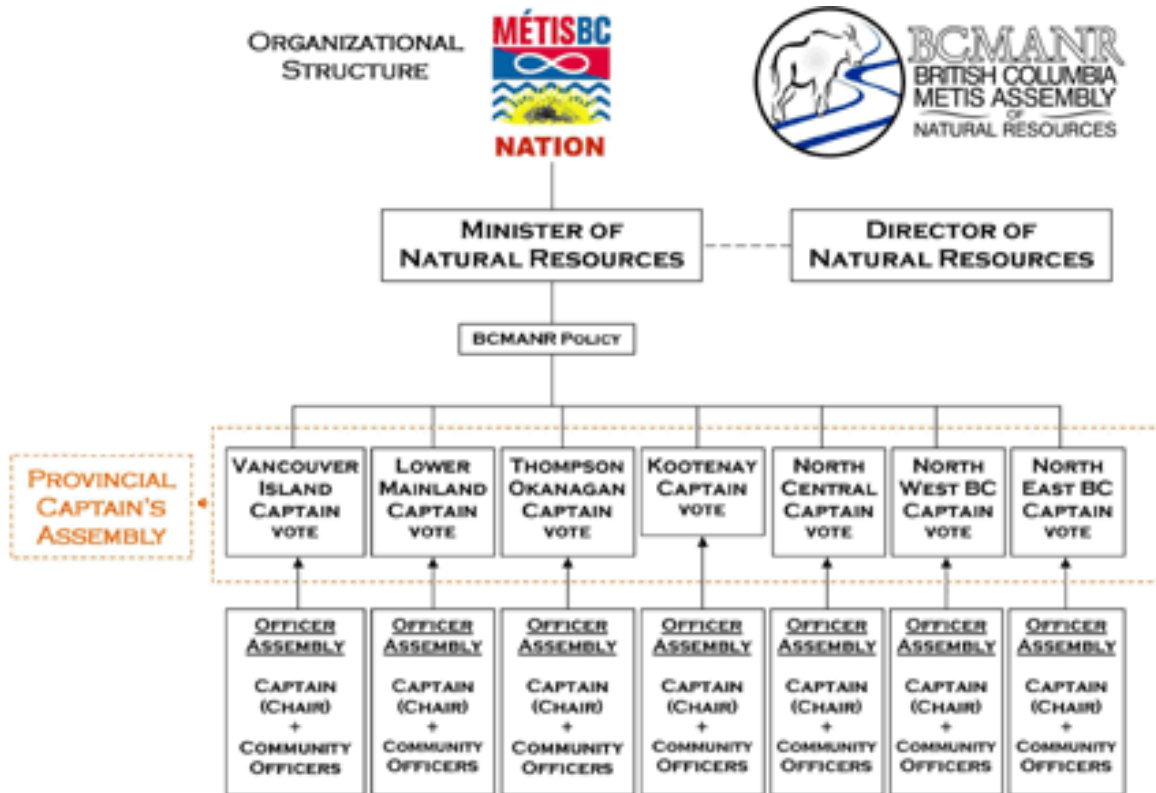 ORGANIZATIONAL
STRUCTURE
MÉTISBC
NATION
BCMANR
BRITISH COLUMBIA
METIS ASSEMBLY
OF
NATURAL RESOURCES
MINISTER OF
NATURAL RESOURCES
DIRECTOR OF
NATURAL RESOURCES
BCMANR POLICY
PROVINCIAL
CAPTAIN'S
ASSEMBLY
VANCOUVER
ISLAND
CAPTAIN
VOTE
LOWER
MAINLAND
CAPTAIN
VOTE
THOMPSON
OKANAGAN
CAPTAIN
VOTE
KOOTENAY
CAPTAIN
VOTE
NORTH
CENTRAL
CAPTAIN
VOTE
NORTH
WEST BC
CAPTAIN
VOTE
NORTH
EAST BC
CAPTAIN
VOTE
OFFICER
ASSEMBLY
CAPTAIN
(CHAIR)
+
COMMUNITY
OFFICERS
OFFICER
ASSEMBLY
CAPTAIN
(CHAIR)
+
COMMUNITY
OFFICERS
OFFICER
ASSEMBLY
CAPTAIN
(CHAIR)
+
COMMUNITY
OFFICERS
OFFICER
ASSEMBLY
CAPTAIN
(CHAIR)
+
COMMUNITY
OFFICERS
OFFICER
ASSEMBLY
CAPTAIN
(CHAIR)
+
COMMUNITY
OFFICERS
OFFICER
ASSEMBLY
CAPTAIN
(CHAIR)
+
COMMUNITY
OFFICERS
OFFICER
ASSEMBLY
CAPTAIN
(CHAIR)
+
COMMUNITY
OFFICERS